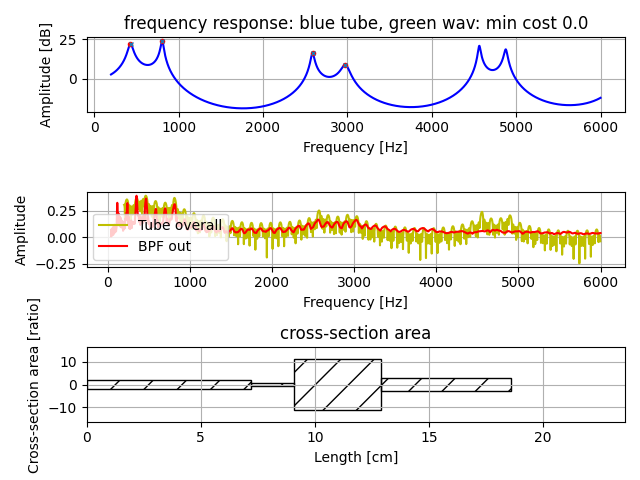 frequency response: blue tube, green wav: min cost 0.0
Amplitude [dB]
25
0
0 1000 2000 3000 4000 5000 6000
Frequency [Hz]
Amplitude
0.25
0.00
−0.25
Tube overall
BPF out
0 1000 2000 3000 4000 5000 6000
Frequency [Hz]
cross-section area
Cross-section area [ratio]
10
0
−10
0 5 10 15 20
Length [cm]